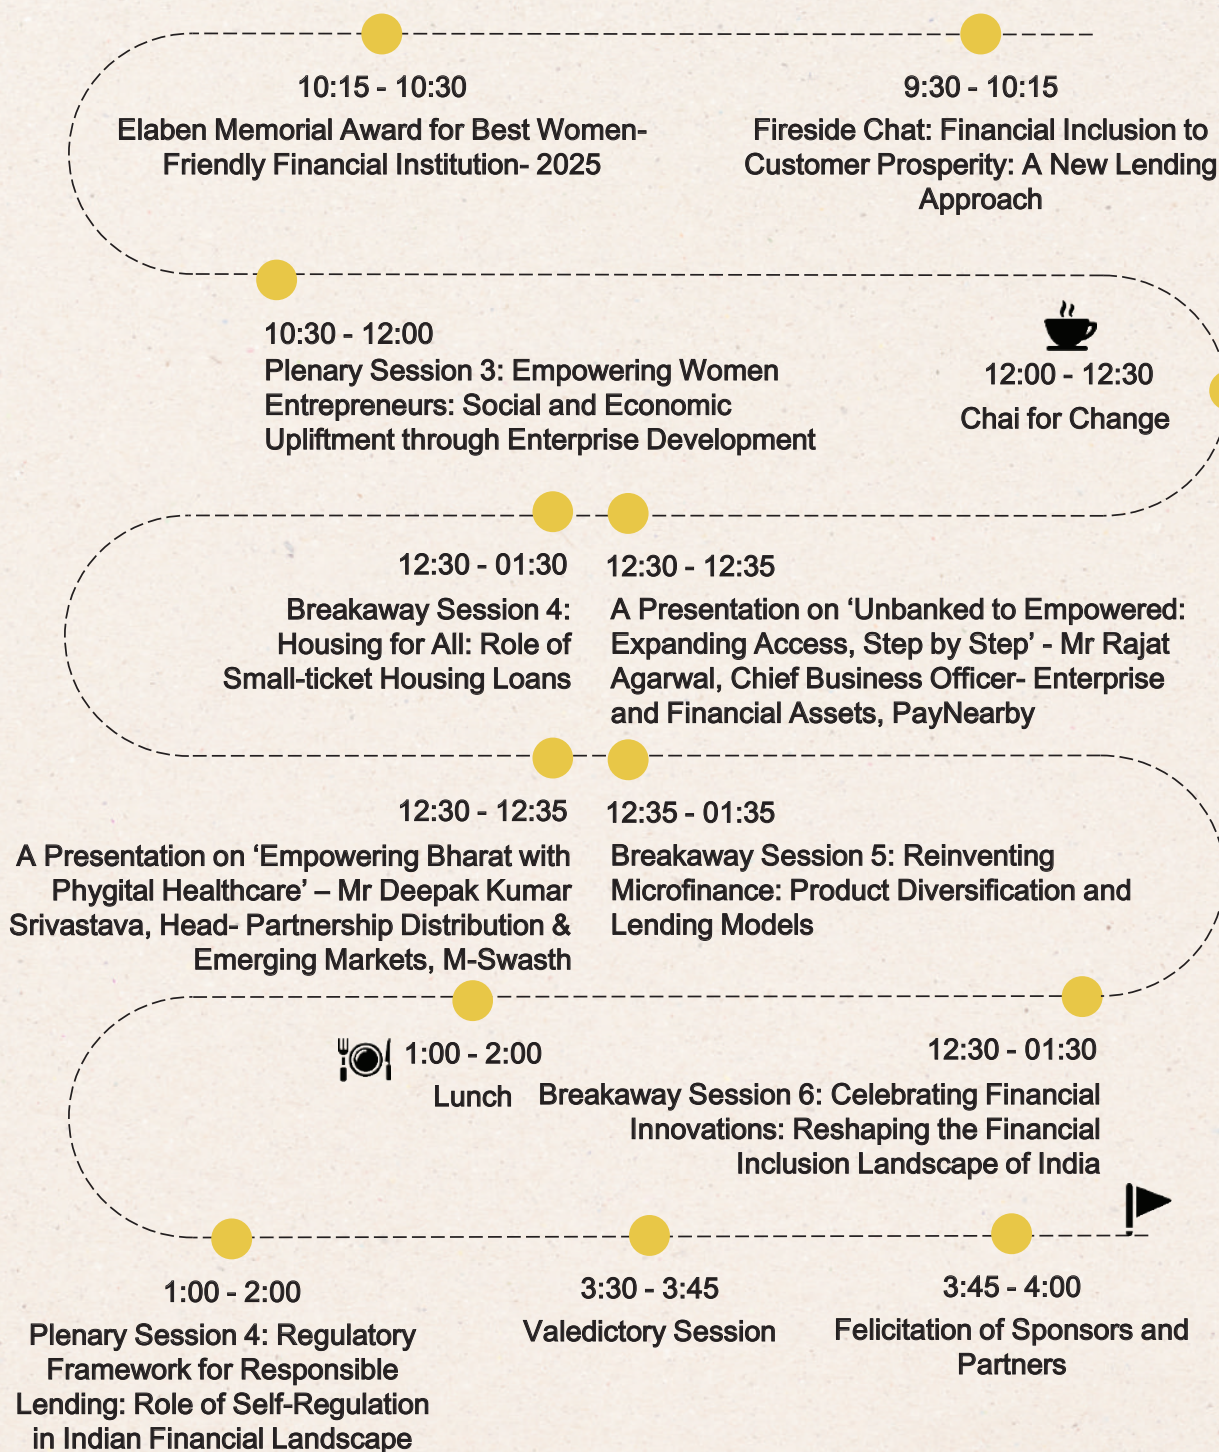 10:15 - 10:30
Elaben Memorial Award for Best Women-
Friendly Financial Institution- 2025
9:30 - 10:15
Fireside Chat: Financial Inclusion to
Customer Prosperity: A New Lending
Approach
10:30 - 12:00
Plenary Session 3: Empowering Women
Entrepreneurs: Social and Economic
Upliftment through Enterprise Development
12:00 - 12:30
Chai for Change
12:30 - 01:30
Breakaway Session 4:
Housing for All: Role of
Small-ticket Housing Loans
12:30 - 12:35
A Presentation on ‘Unbanked to Empowered:
Expanding Access, Step by Step’ - Mr Rajat
Agarwal, Chief Business Officer- Enterprise
and Financial Assets, PayNearby
12:30 - 12:35
A Presentation on ‘Empowering Bharat with
Phygital Healthcare’ – Mr Deepak Kumar
Srivastava, Head- Partnership Distribution &
Emerging Markets, M-Swasth
12:35 - 01:35
Breakaway Session 5: Reinventing
Microfinance: Product Diversification and
Lending Models
1:00 - 2:00
Lunch
12:30 - 01:30
Breakaway Session 6: Celebrating Financial
Innovations: Reshaping the Financial
Inclusion Landscape of India
1:00 - 2:00
Plenary Session 4: Regulatory
Framework for Responsible
Lending: Role of Self-Regulation
in Indian Financial Landscape
3:30 - 3:45
Valedictory Session
3:45 - 4:00
Felicitation of Sponsors and
Partners